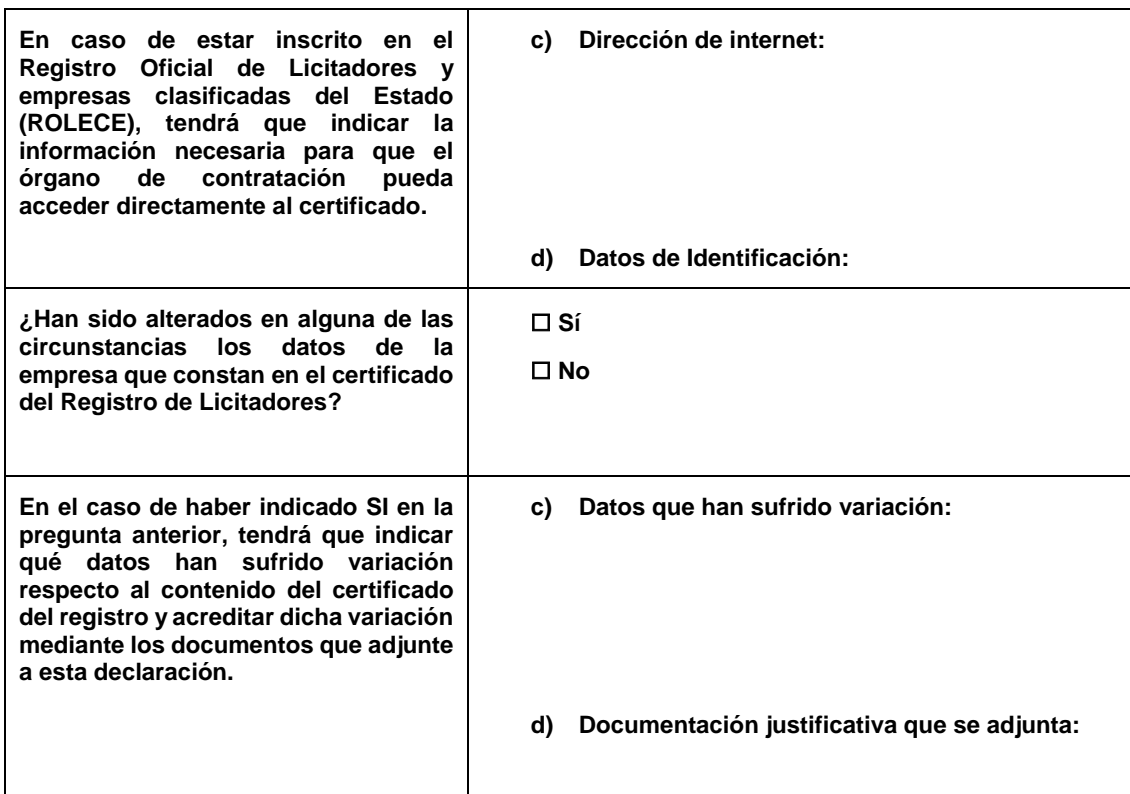 En caso de estar inscrito en el
Registro Oficial de Licitadores y
empresas clasificadas del Estado
(ROLECE), tendrá que indicar la
información necesaria para que el
órgano de contratación pueda
acceder directamente al certificado.
c) Dirección de internet:
d) Datos de Identificación:
¿Han sido alterados en alguna de las
circunstancias los datos de la
empresa que constan en el certificado
del Registro de Licitadores?
☐ Sí
☐ No
En el caso de haber indicado SI en la
pregunta anterior, tendrá que indicar
qué datos han sufrido variación
respecto al contenido del certificado
del registro y acreditar dicha variación
mediante los documentos que adjunte
a esta declaración.
c) Datos que han sufrido variación:
d) Documentación justificativa que se adjunta: